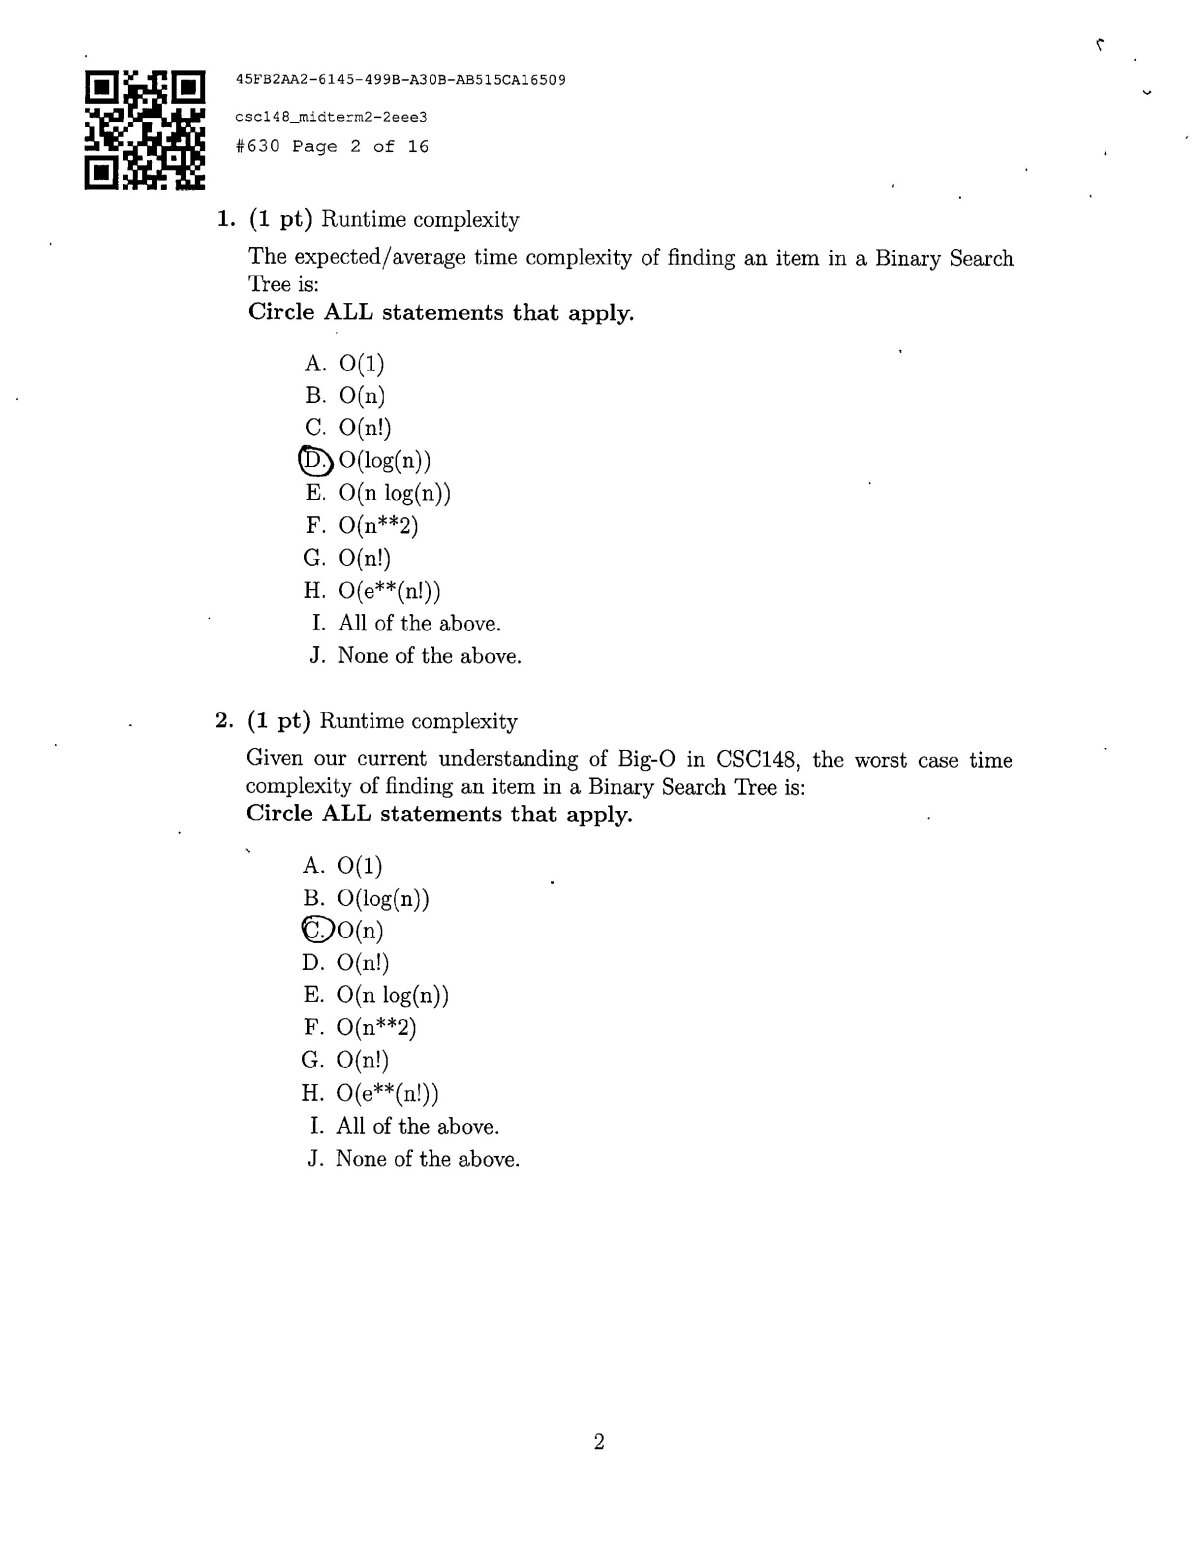 45FB2AA2-6145-499B-A30B-AB515CA16509
csc148_midterm2-2eee3
#630 Page 2 of 16
1. (1 pt) Runtime complexity
The expected/average time complexity of finding an item in a Binary Search
Tree is:
Circle ALL statements that apply.
A. O(1)
B. O(n)
C. O(n!)
D. O(log(n))
E. O(n log(n))
F. O(n**2)
G. O(n!)
H. O(e**(n!))
I. All of the above.
J. None of the above.
2. (1 pt) Runtime complexity
Given our current understanding of Big-O in CSC148, the worst case time
complexity of finding an item in a Binary Search Tree is:
Circle ALL statements that apply.
A. O(1)
B. O(log(n))
C. O(n)
D. O(n!)
E. O(n log(n))
F. O(n**2)
G. O(n!)
H. O(e**(n!))
I. All of the above.
J. None of the above.
2